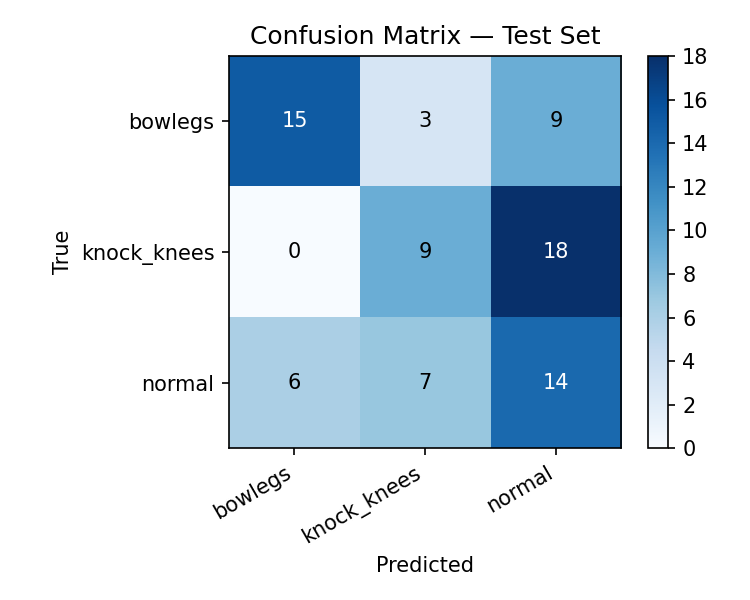 Confusion Matrix — Test Set
True
bowlegs 15 3 9
knock_knees 0 9 18
normal 6 7 14
bowlegs knock_knees normal
Predicted
18
16
14
12
10
8
6
4
2
0